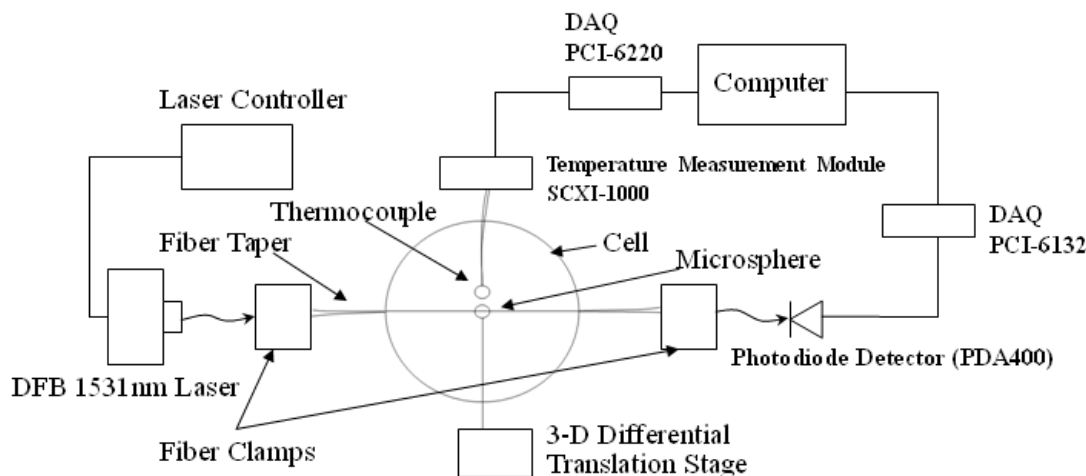 DAQ
PCI-6220
Computer
Laser Controller
Temperature Measurement Module
SCXI-1000
Thermocouple
Fiber Taper
Cell
Microsphere
DAQ
PCI-6132
Photodiode Detector (PDA400)
DFB 1531nm Laser
Fiber Clamps
3-D Differential
Translation Stage